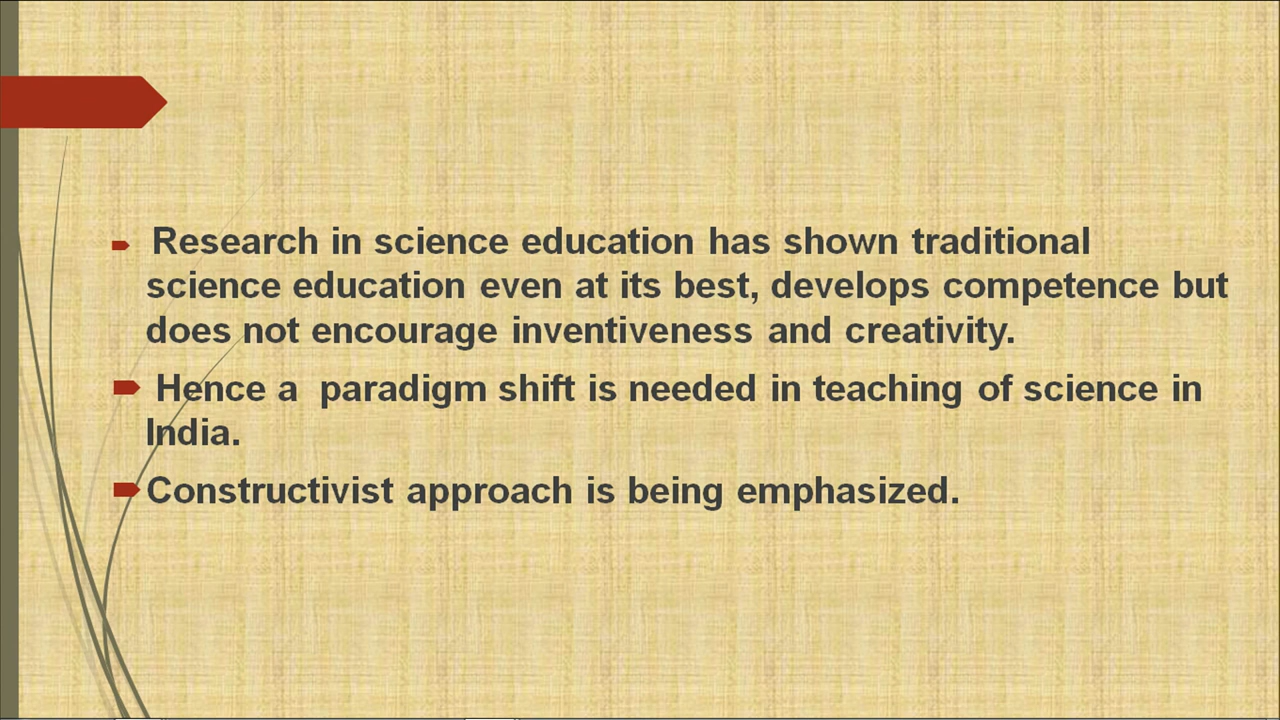 Research in science education has shown traditional
science education even at its best, develops competence but
does not encourage inventiveness and creativity.
Hence a  paradigm shift is needed in teaching of science in
India.
Constructivist approach is being emphasized.